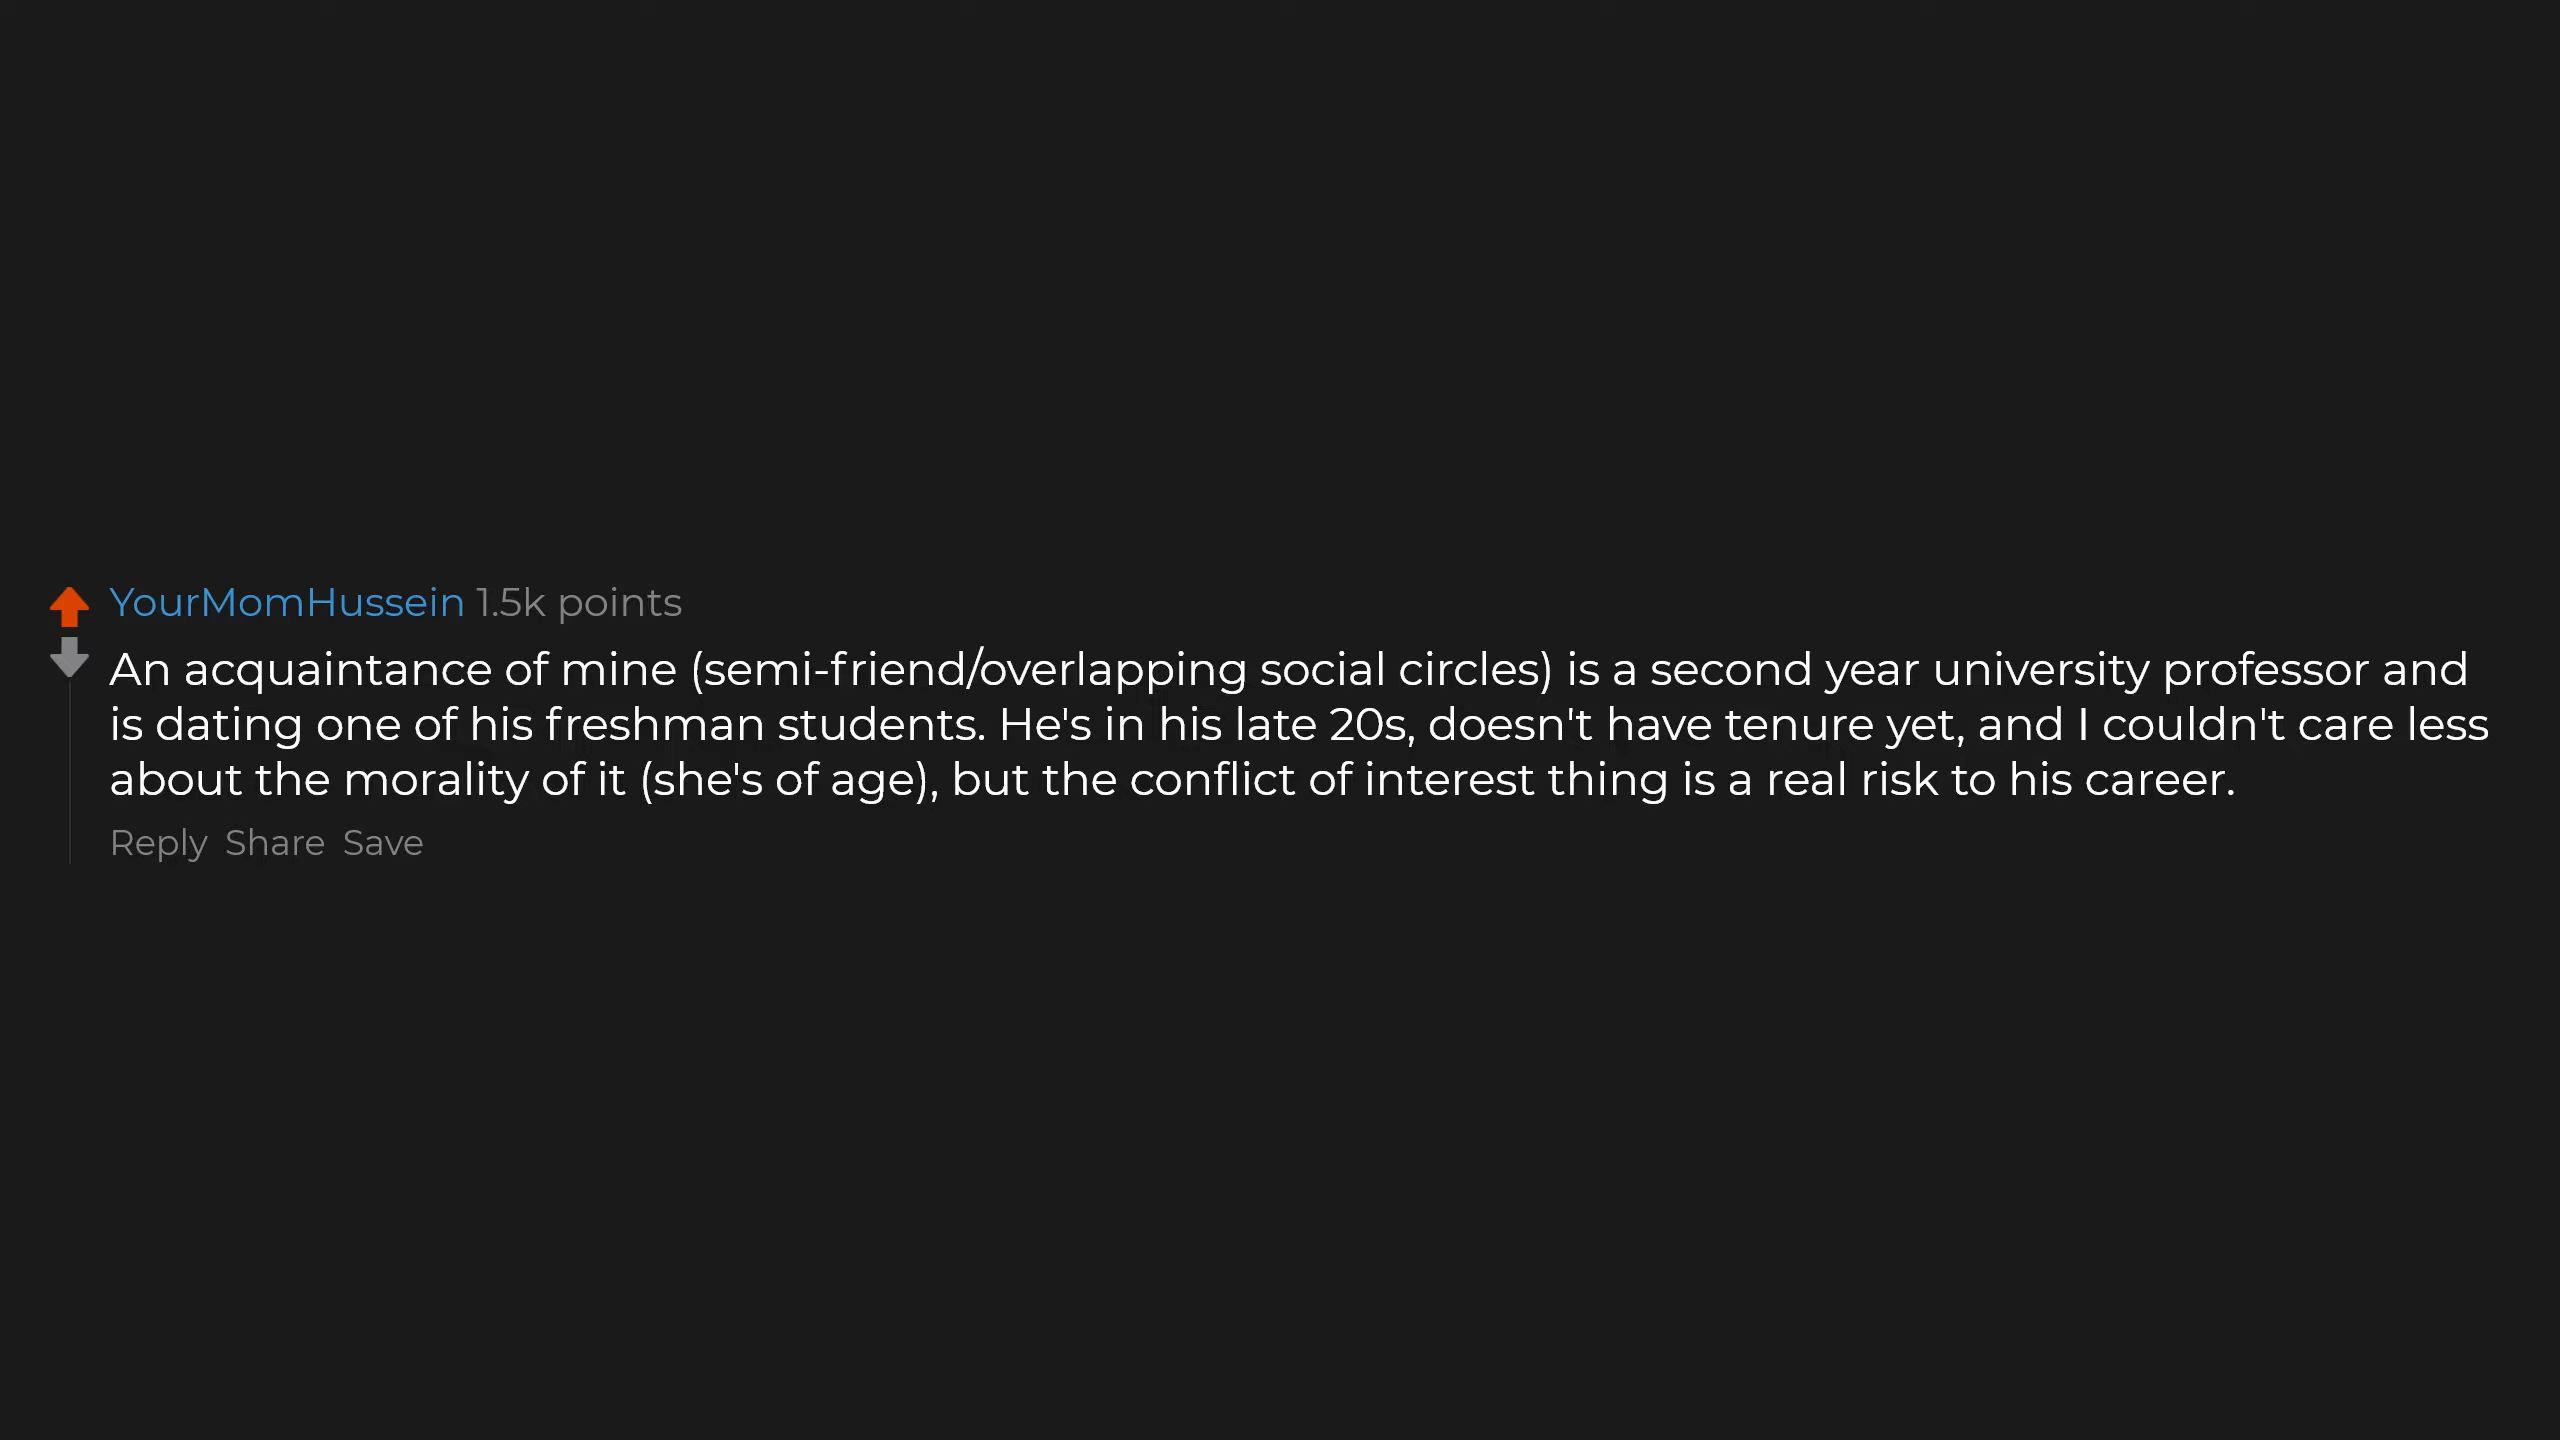 YourMomHussein 1.5k points
An acquaintance of mine (semi-friend/overlapping social circles) is a second year university professor and
is dating one of his freshman students. He's in his late 20s, doesn't have tenure yet, and I couldn't care less
about the morality of it (she's of age), but the conflict of interest thing is a real risk to his career.
Reply Share Save